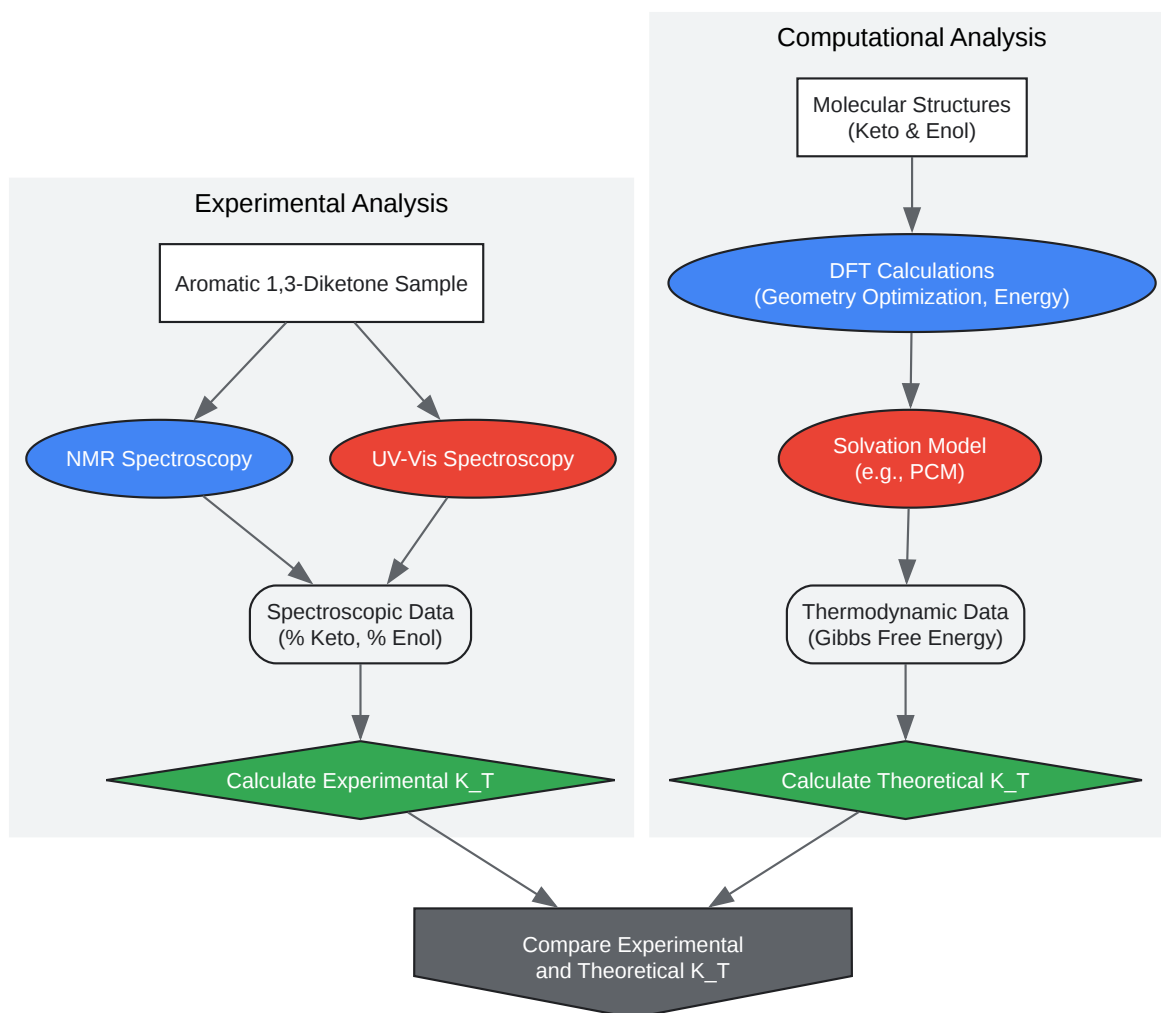 Computational Analysis
Molecular Structures
(Keto & Enol)
DFT Calculations
(Geometry Optimization, Energy)
Solvation Model
(e.g., PCM)
Thermodynamic Data
(Gibbs Free Energy)
Calculate Theoretical K_T
Experimental Analysis
Aromatic 1,3-Diketone Sample
NMR Spectroscopy
UV-Vis Spectroscopy
Spectroscopic Data
(% Keto, % Enol)
Calculate Experimental K_T
Compare Experimental
and Theoretical K_T